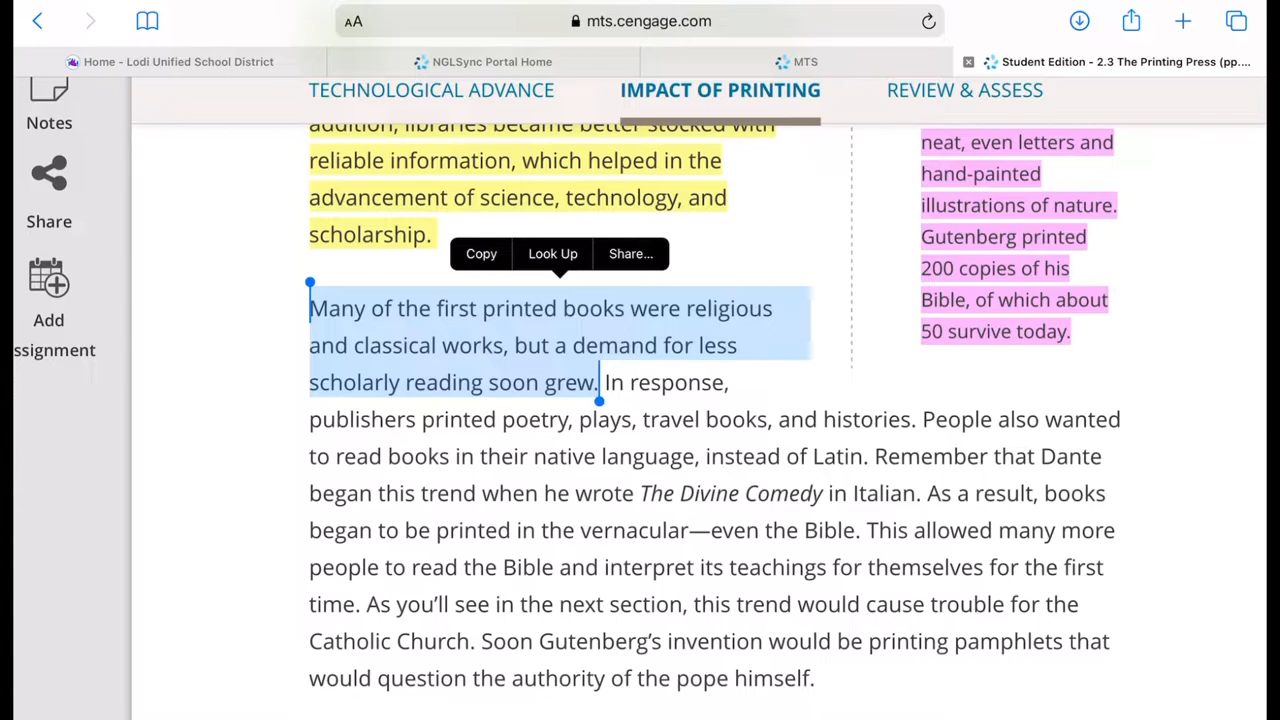 AA
mts.cengage.com
Home - Lodi Unified School District
NGLSync Portal Home
MTS
Student Edition - 2.3 The Printing Press (pp....
TECHNOLOGICAL ADVANCE
IMPACT OF PRINTING
REVIEW & ASSESS
Notes
Share
Add
ssignment
addition, libraries became better stocked with
reliable information, which helped in the
advancement of science, technology, and
scholarship.
Copy
Look Up
Share...
Many of the first printed books were religious
and classical works, but a demand for less
scholarly reading soon grew. In response,
publishers printed poetry, plays, travel books, and histories. People also wanted
to read books in their native language, instead of Latin. Remember that Dante
began this trend when he wrote The Divine Comedy in Italian. As a result, books
began to be printed in the vernacular—even the Bible. This allowed many more
people to read the Bible and interpret its teachings for themselves for the first
time. As you’ll see in the next section, this trend would cause trouble for the
Catholic Church. Soon Gutenberg’s invention would be printing pamphlets that
would question the authority of the pope himself.
neat, even letters and
hand-painted
illustrations of nature.
Gutenberg printed
200 copies of his
Bible, of which about
50 survive today.